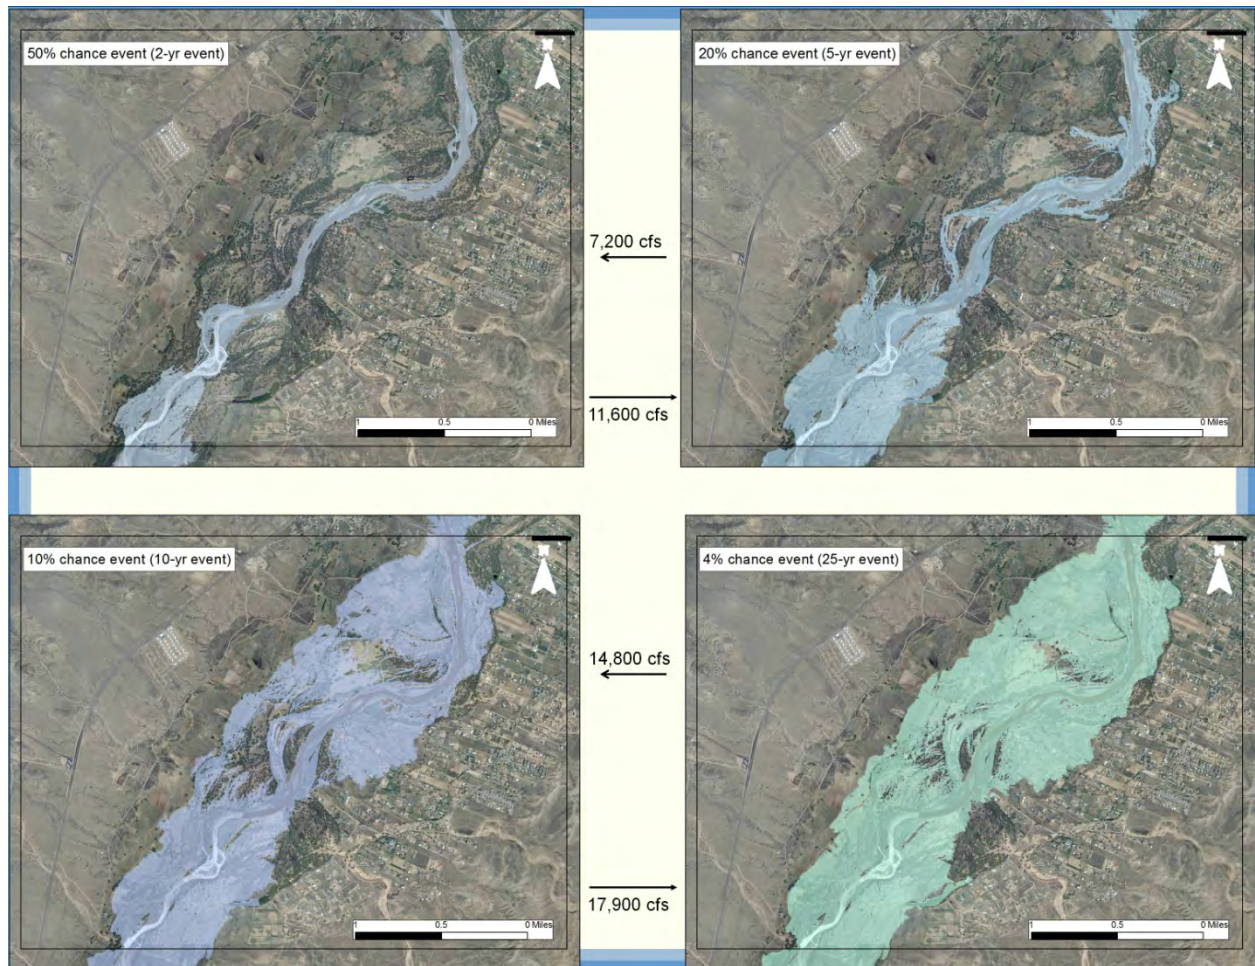 50% chance event (2-yr event)
20% chance event (5-yr event)
7,200 cfs
11,600 cfs
1 0.5 0 Miles
1 0.5 0 Miles
10% chance event (10-yr event)
4% chance event (25-yr event)
14,800 cfs
17,900 cfs
1 0.5 0 Miles
1 0.5 0 Miles